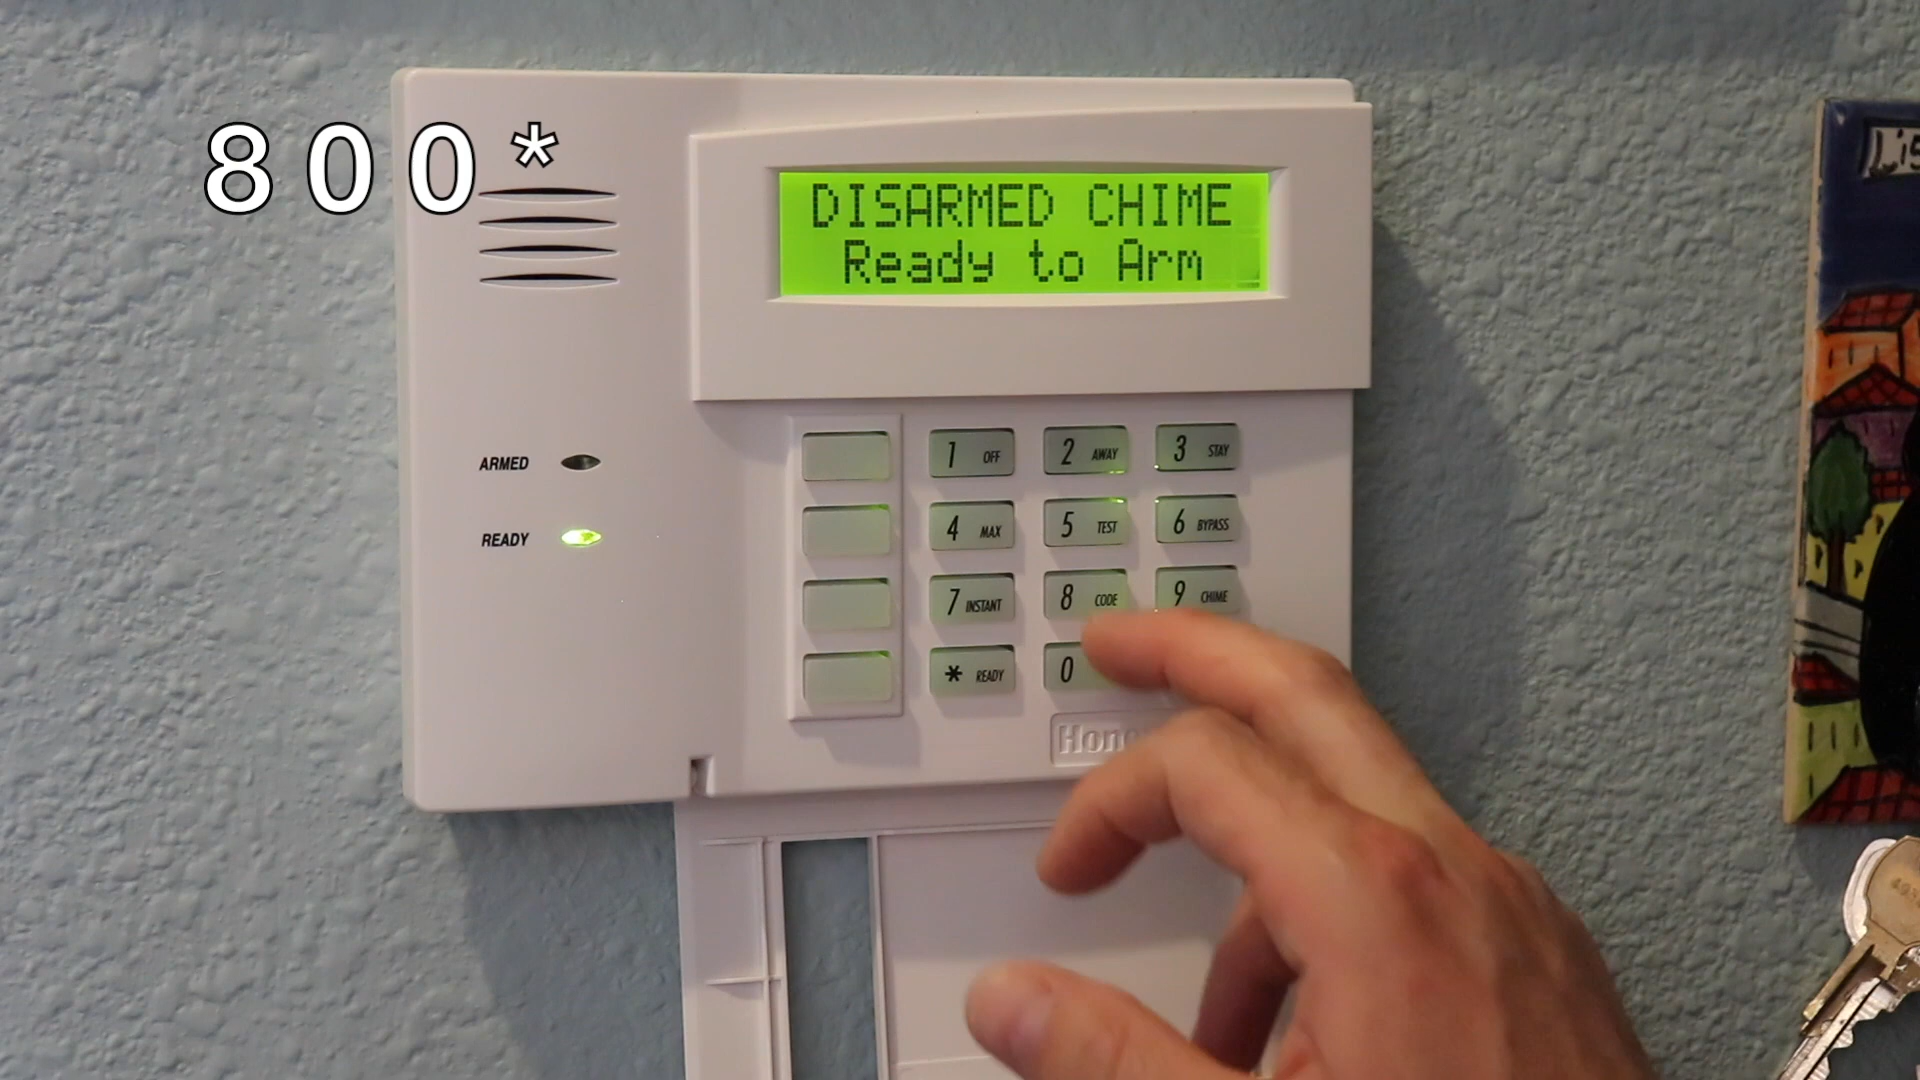 800*
DISARMED CHIME
Ready to Arm
ARMED
READY
1 OFF
2 AWAY
3 STAY
4 MAX
5 TEST
6 BYPASS
7 INSTANT
8 CODE
9 CHIME
* READY
0